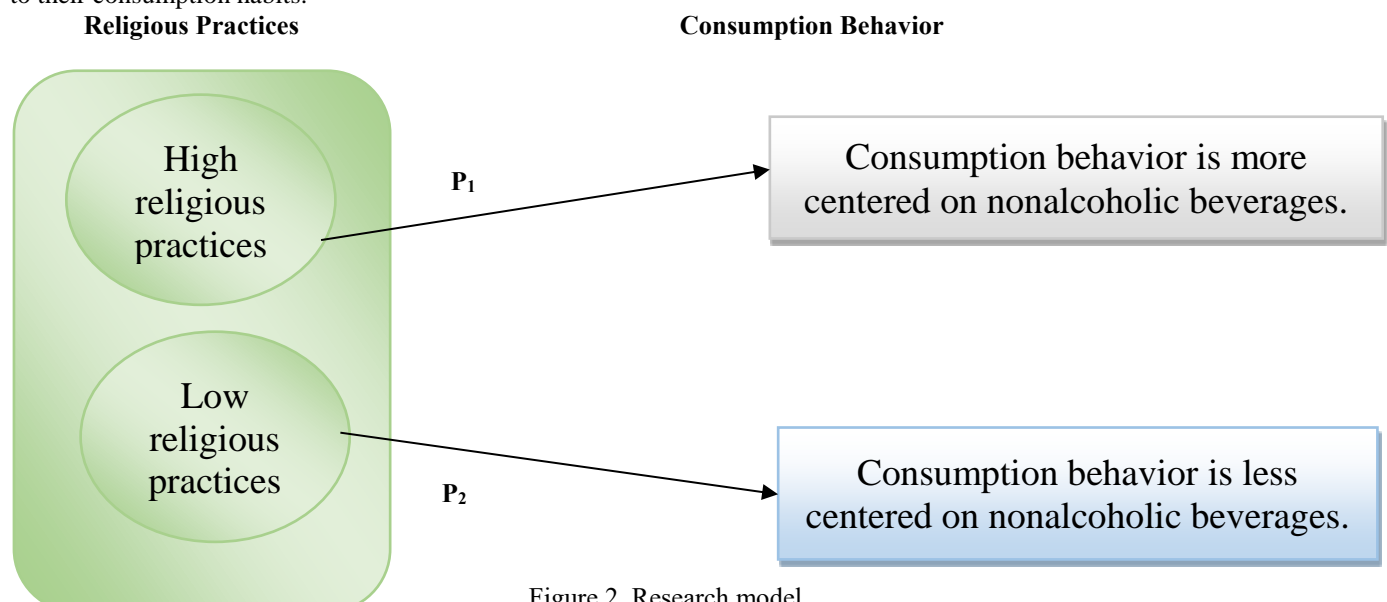 to their consumption habits.
Religious Practices
Consumption Behavior
High
religious
practices
P1
Consumption behavior is more
centered on nonalcoholic beverages.
Low
religious
practices
P2
Consumption behavior is less
centered on nonalcoholic beverages.
Figure 2. Research model